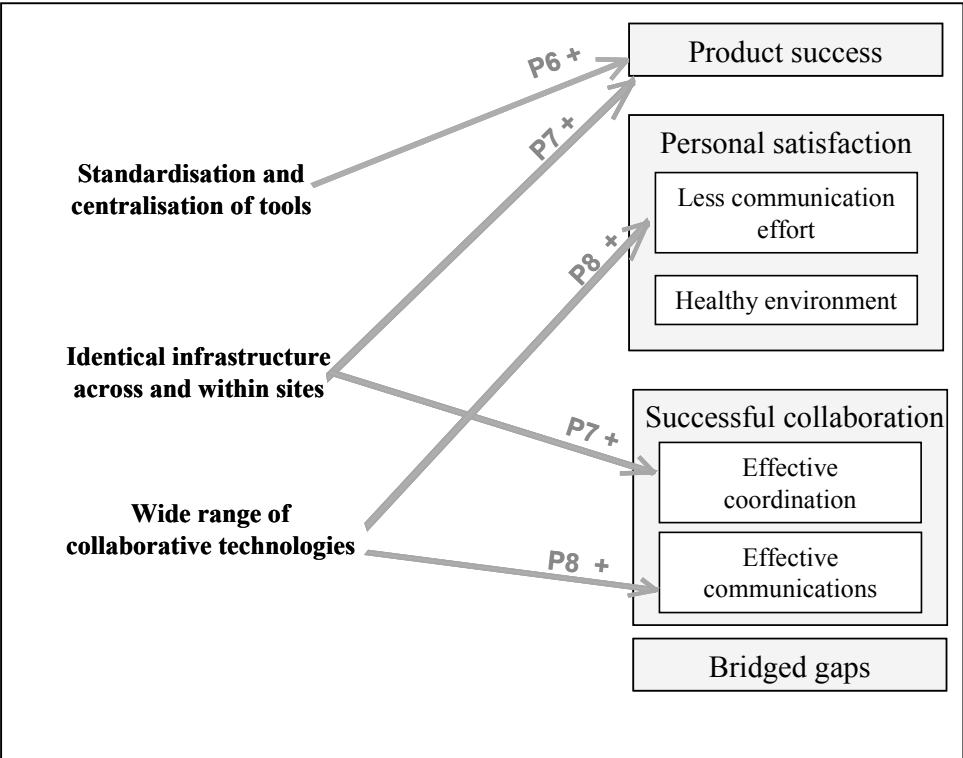 Product success
P6 +
P7 +
Personal satisfaction
Standardisation and
centralisation of tools
Less communication
effort
P8 +
Healthy environment
Identical infrastructure
across and within sites
Successful collaboration
P7 +
Effective
coordination
Wide range of
collaborative technologies
P8 +
Effective
communications
Bridged gaps